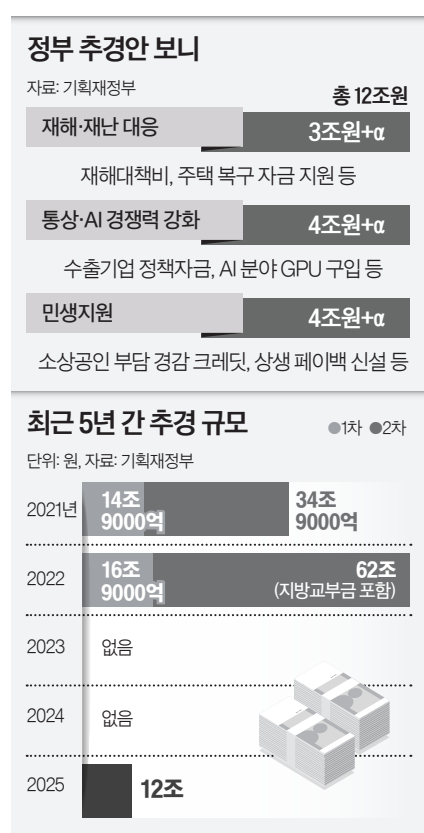 정부 추경안 보니
자료: 기획재정부
총 12조원
재해·재난 대응
3조원+α
재해대책비, 주택 복구 자금 지원 등
통상·AI 경쟁력 강화
4조원+α
수출기업 정책자금, AI 분야 GPU 구입 등
민생지원
4조원+α
소상공인 부담 경감 크레딧, 상생 페이백 신설 등
최근 5년 간 추경 규모
●1차 ●2차
단위: 원, 자료: 기획재정부
2021년
14조
9000억
34조
9000억
2022
16조
9000억
62조
(지방교부금 포함)
2023
없음
2024
없음
2025
12조